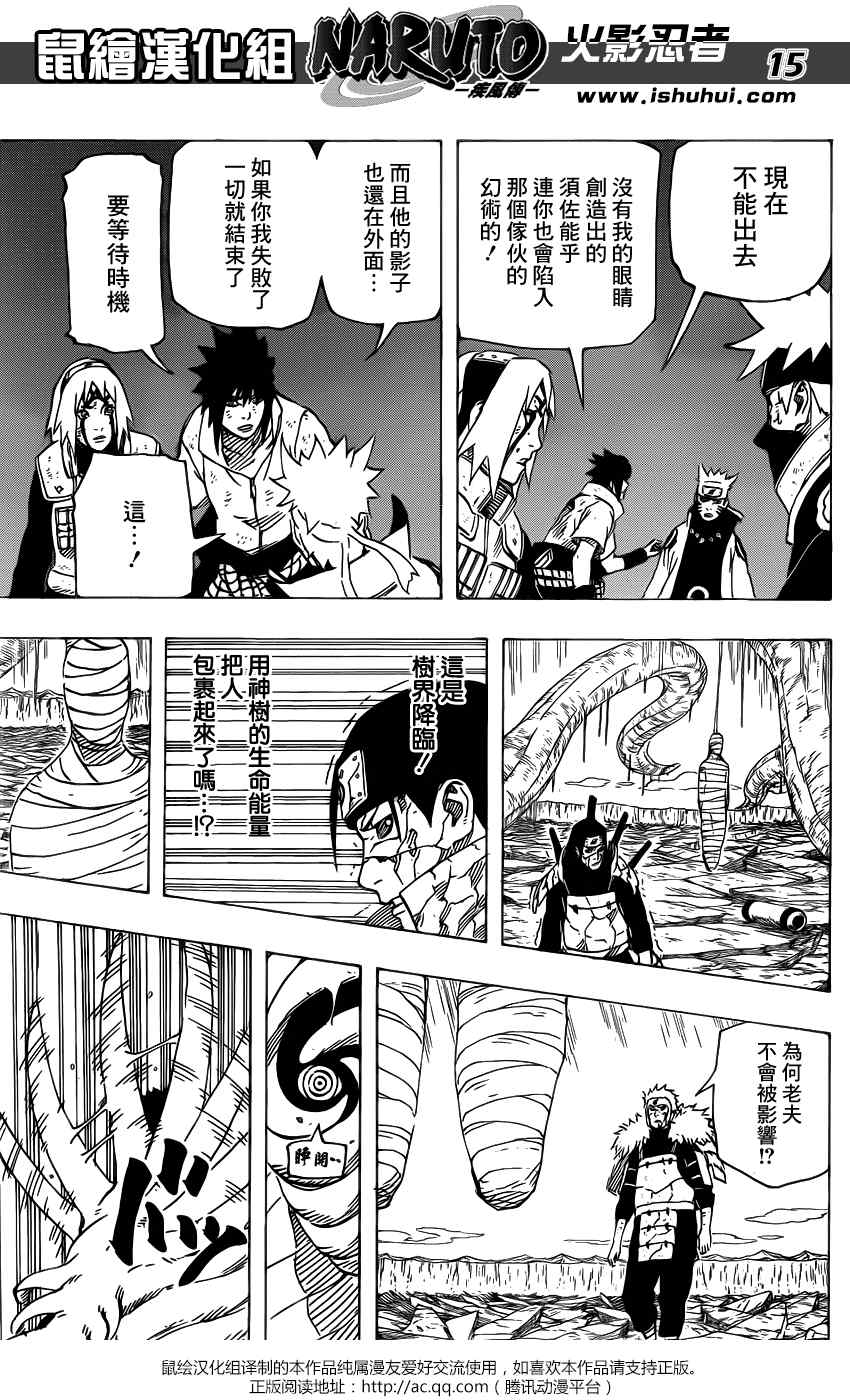 鼠繪漢化組
NARUTO
疾風傳
火影忍者
15
www.ishuhui.com
現在
不能出去
沒有我的眼睛
創造出的
須佐能乎
連你也會陷入
那個傢伙的
幻術的！
而且他的影子
也還在外面…
如果你我失敗了
一切就結束了
要等待時機
這…！
這是
樹界降臨！
用神樹的生命能量
把人
包裹起來了嗎…!?
為何老夫
不會被影響!?
睜開…
鼠绘汉化组译制的本作品纯属漫友爱好交流使用，如喜欢本作品请支持正版。
正版阅读地址：http://ac.qq.com（腾讯动漫平台）